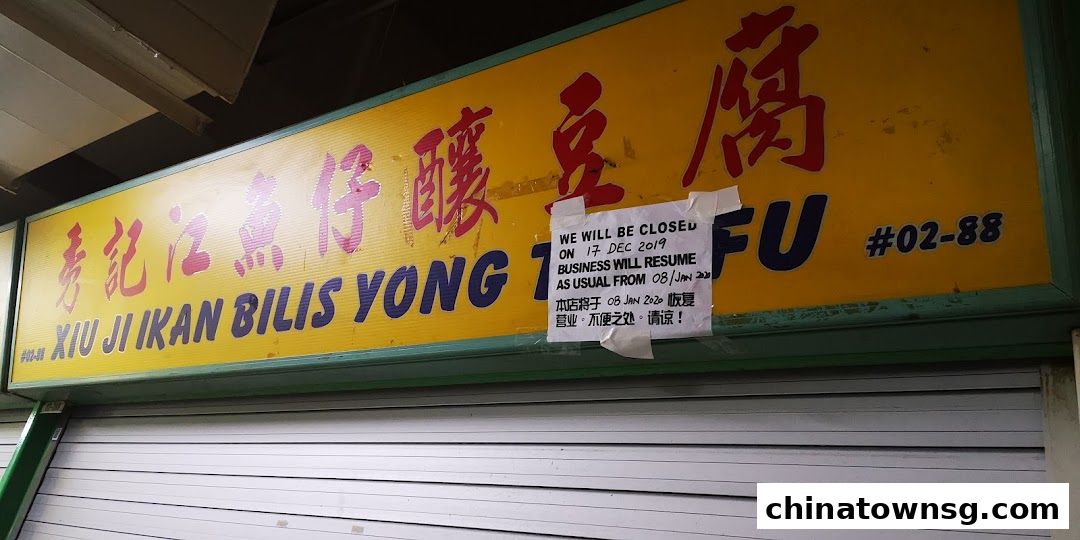 秀記江魚仔釀豆腐
XIU JI IKAN BILIS YONG FU
#02-88
#02-88
WE WILL BE CLOSED
ON 17 DEC 2019
BUSINESS WILL RESUME
AS USUAL FROM 08/JAN 2020
本店将于 08 JAN 2020 恢复
营业。不便之处。请谅！
chinatownsg.com